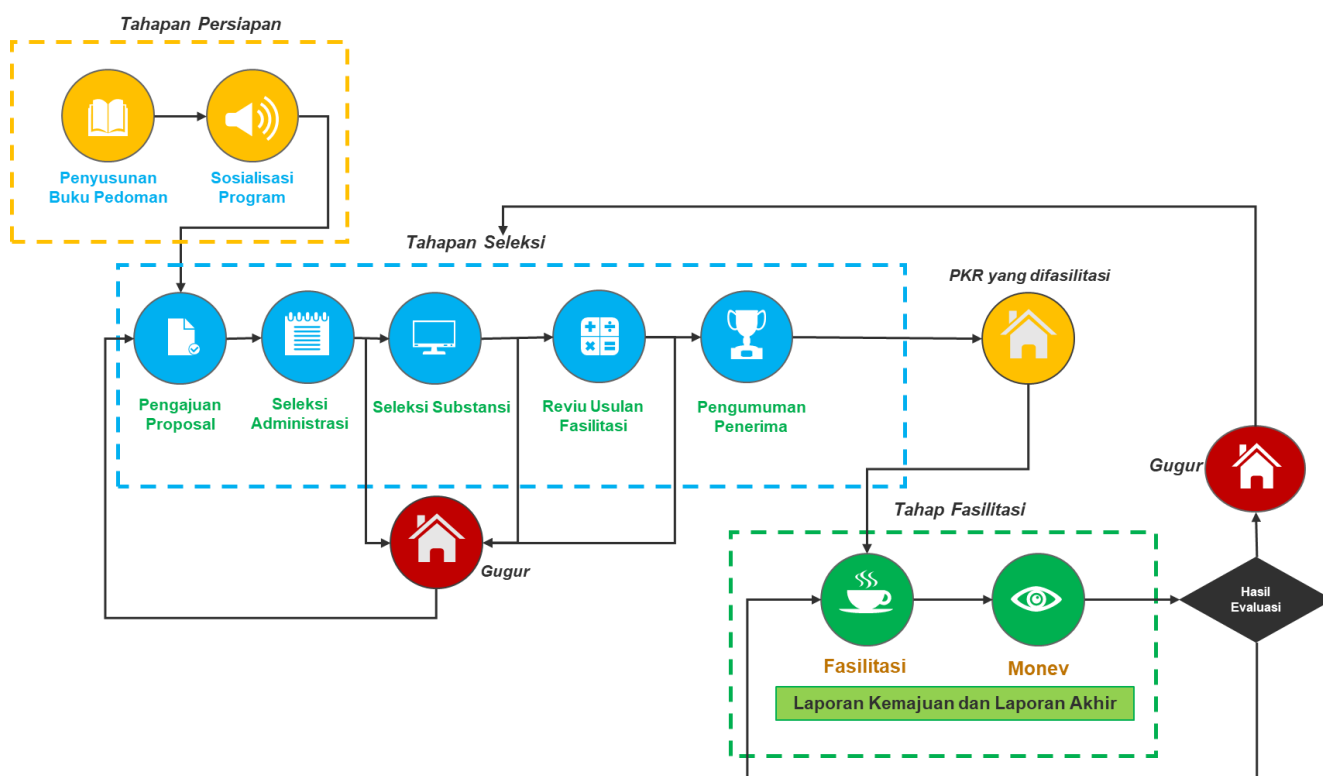 Tahapan Persiapan
Penyusunan
Buku Pedoman
Sosialisasi
Program
Tahapan Seleksi
PKR yang difasilitasi
Pengajuan
Proposal
Seleksi
Administrasi
Seleksi Substansi
Reviu Usulan
Fasilitasi
Pengumuman
Penerima
Gugur
Gugur
Tahap Fasilitasi
Hasil
Evaluasi
Fasilitasi
Monev
Laporan Kemajuan dan Laporan Akhir